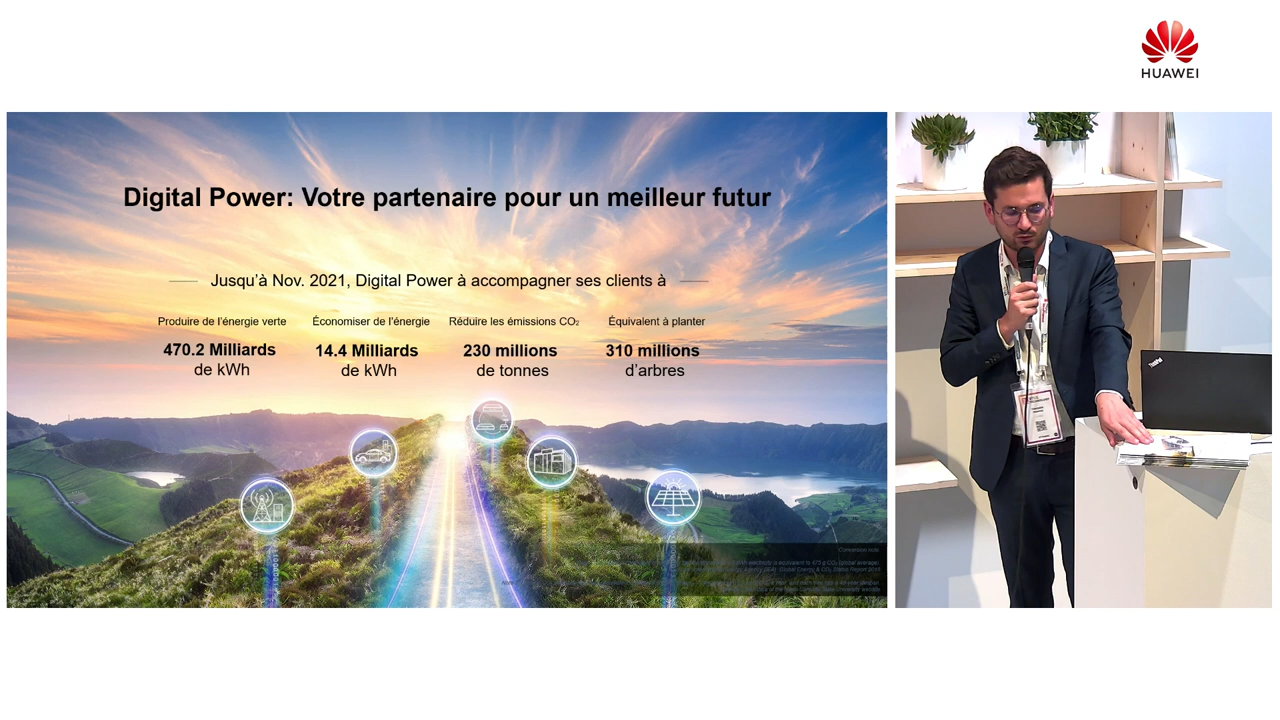 HUAWEI
Digital Power: Votre partenaire pour un meilleur futur
Jusqu'à Nov. 2021, Digital Power à accompagner ses clients à
Produire de l'énergie verte
470.2 Milliards
de kWh
Économiser de l'énergie
14.4 Milliards
de kWh
Réduire les émissions CO₂
230 millions
de tonnes
Équivalent à planter
310 millions
d'arbres
ThinkPad